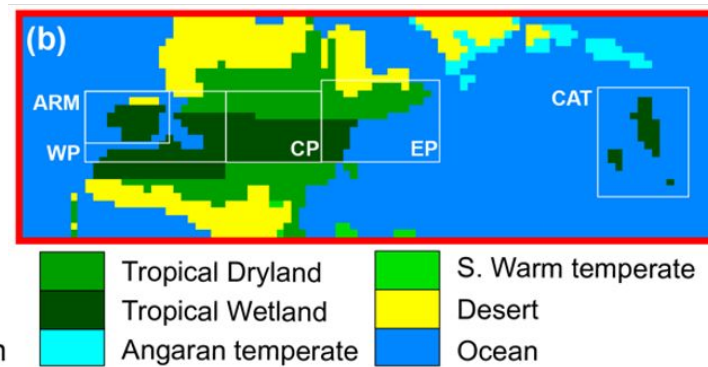 (b)
ARM
CAT
WP
CP
EP
Tropical Dryland
S. Warm temperate
Tropical Wetland
Desert
Angaran temperate
Ocean